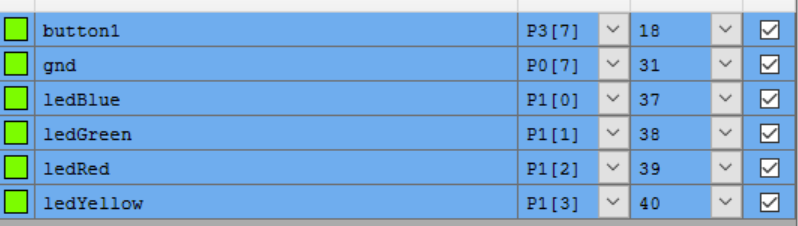 button1 P3[7] 18
gnd P0[7] 31
ledBlue P1[0] 37
ledGreen P1[1] 38
ledRed P1[2] 39
ledYellow P1[3] 40